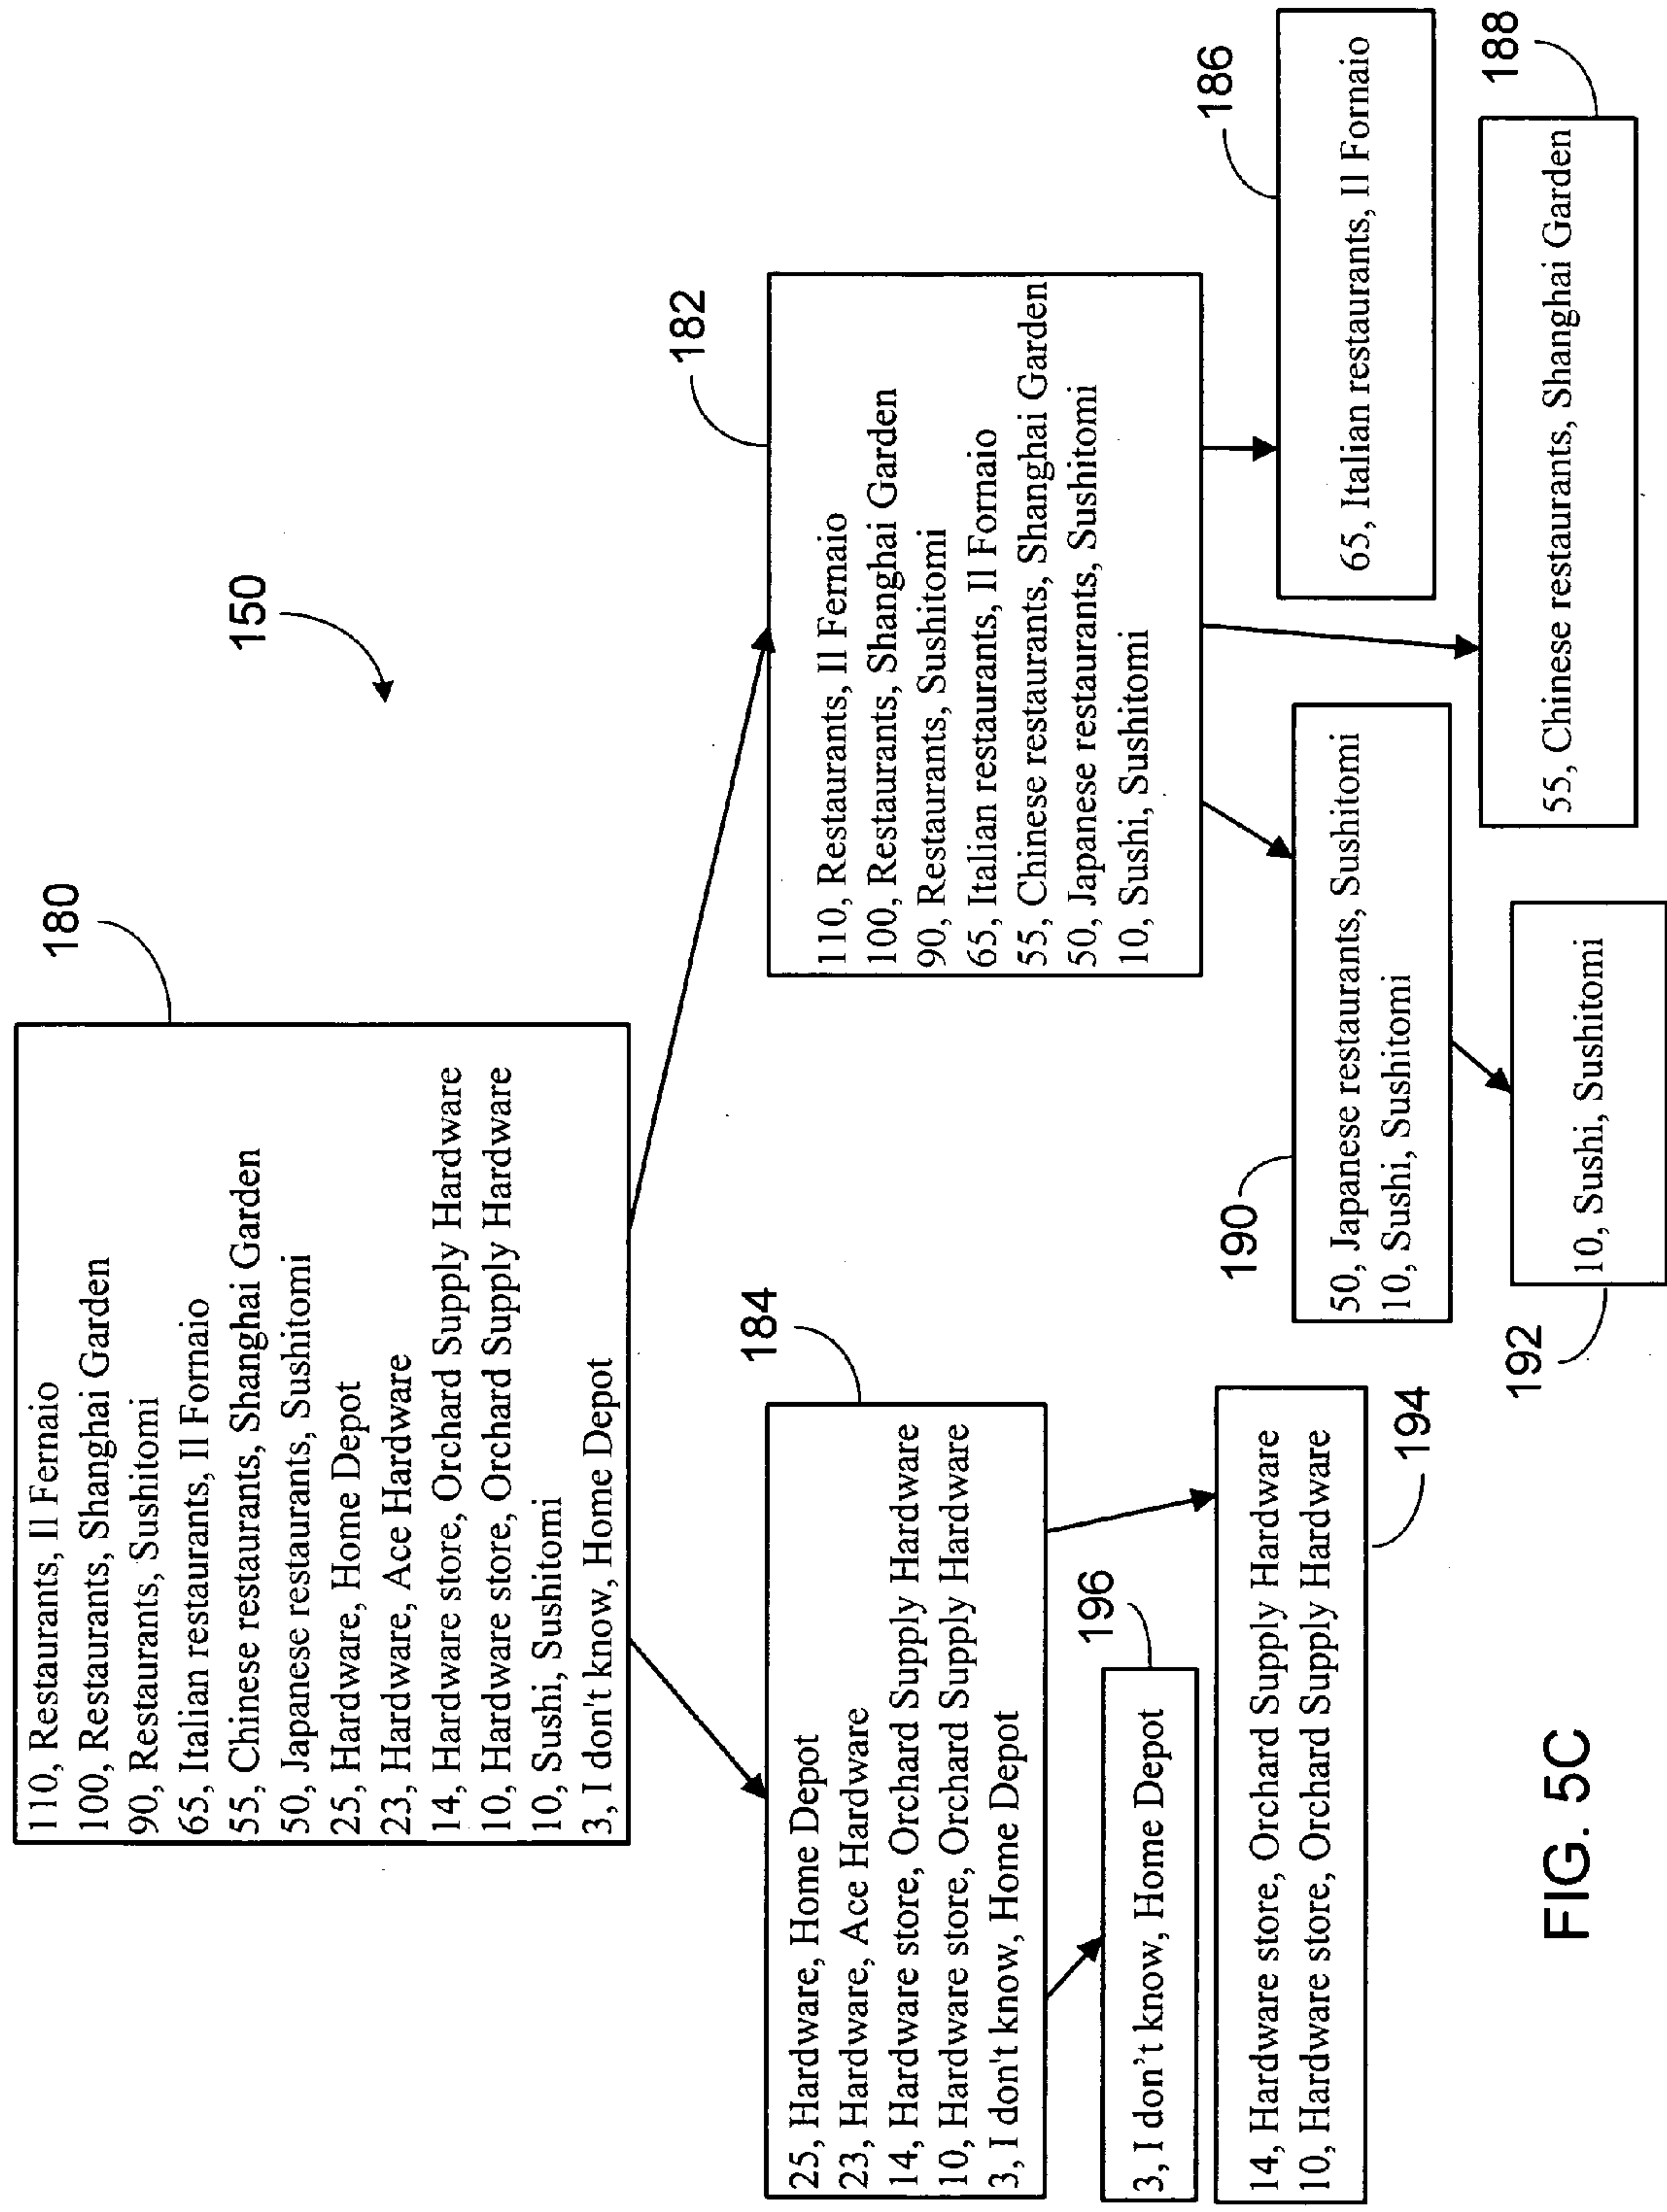 150
180
110, Restaurants, Il Fernaio
100, Restaurants, Shanghai Garden
90, Restaurants, Sushitomi
65, Italian restaurants, Il Fornaio
55, Chinese restaurants, Shanghai Garden
50, Japanese restaurants, Sushitomi
25, Hardware, Home Depot
23, Hardware, Ace Hardware
14, Hardware store, Orchard Supply Hardware
10, Hardware store, Orchard Supply Hardware
10, Sushi, Sushitomi
3, I don't know, Home Depot
184
25, Hardware, Home Depot
23, Hardware, Ace Hardware
14, Hardware store, Orchard Supply Hardware
10, Hardware store, Orchard Supply Hardware
3, I don't know, Home Depot
182
110, Restaurants, Il Fernaio
100, Restaurants, Shanghai Garden
90, Restaurants, Sushitomi
65, Italian restaurants, Il Fornaio
55, Chinese restaurants, Shanghai Garden
50, Japanese restaurants, Sushitomi
10, Sushi, Sushitomi
196
3, I don't know, Home Depot
194
14, Hardware store, Orchard Supply Hardware
10, Hardware store, Orchard Supply Hardware
190
50, Japanese restaurants, Sushitomi
10, Sushi, Sushitomi
186
65, Italian restaurants, Il Fornaio
192
10, Sushi, Sushitomi
188
55, Chinese restaurants, Shanghai Garden
FIG. 5C